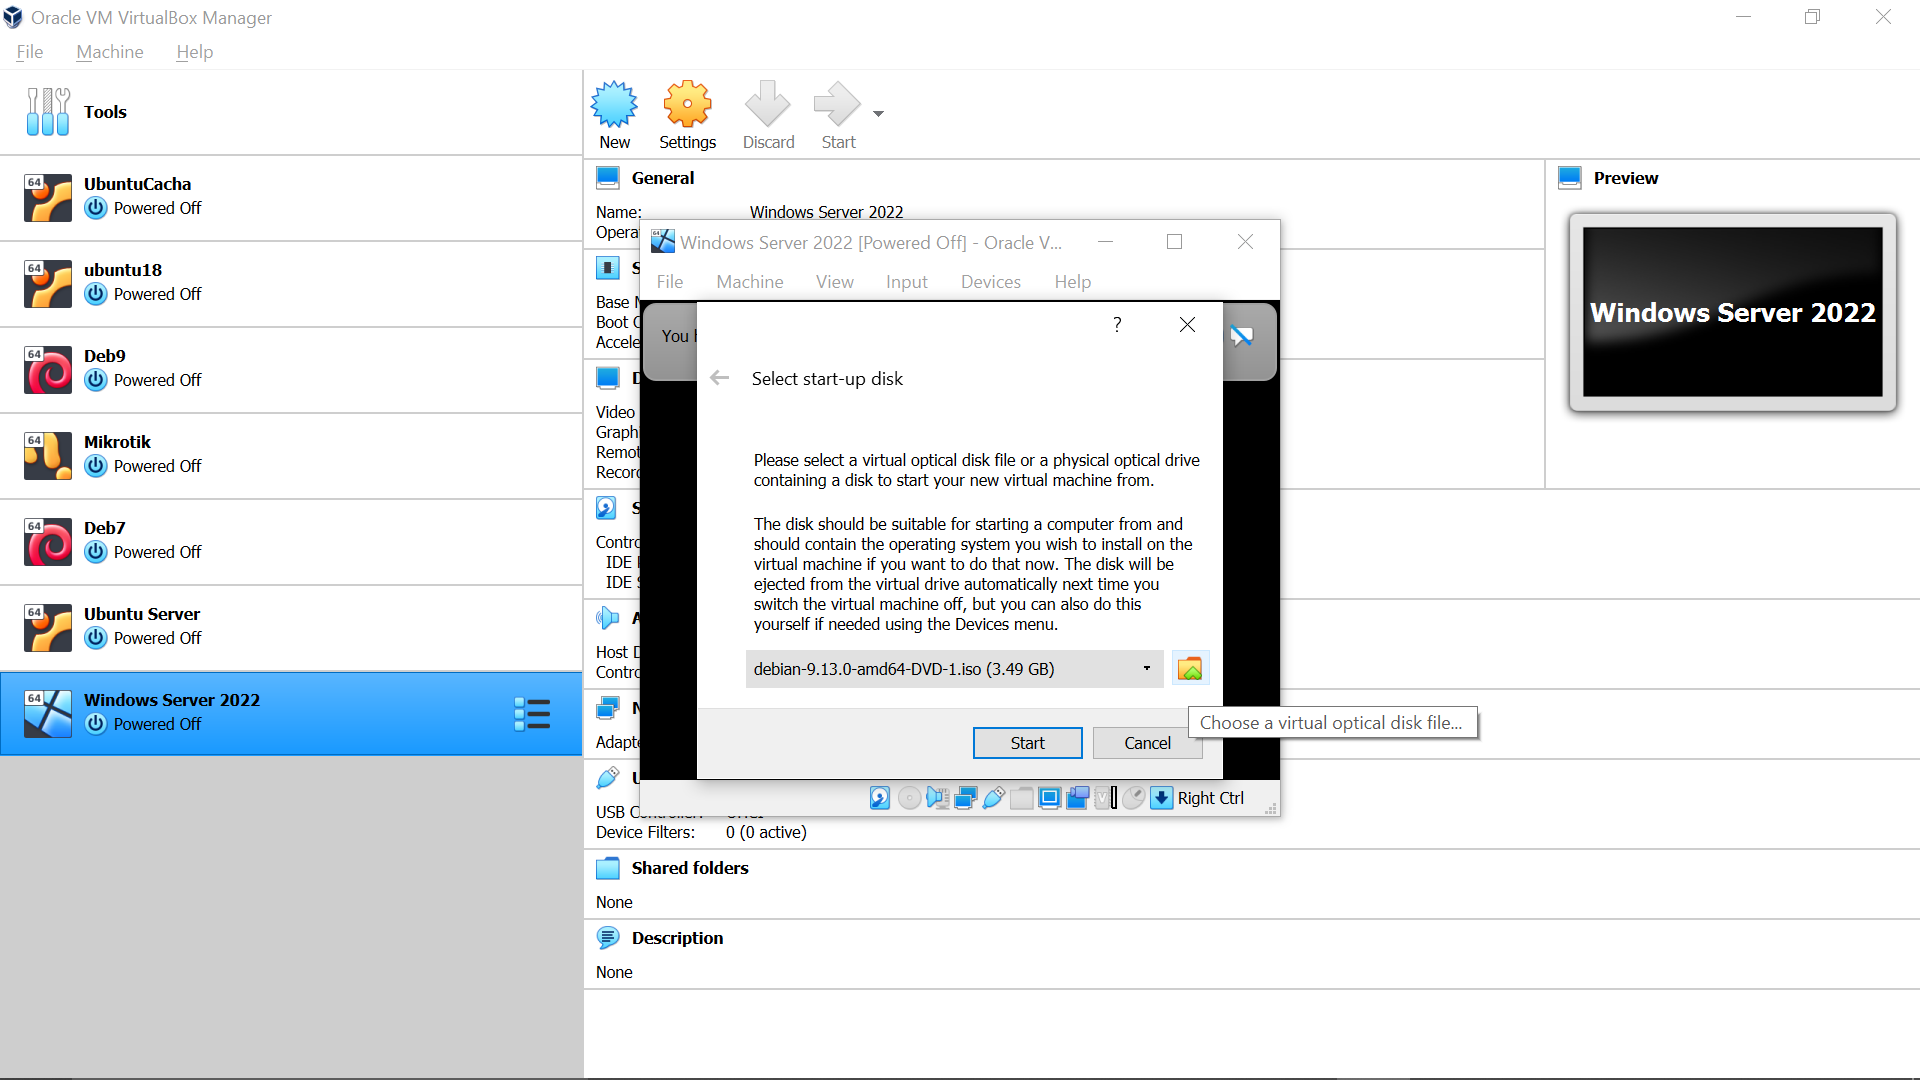 Oracle VM VirtualBox Manager
File Machine Help
Tools
New Settings Discard Start
64 UbuntuCacha
Powered Off
64 ubuntu18
Powered Off
64 Deb9
Powered Off
64 Mikrotik
Powered Off
64 Deb7
Powered Off
64 Ubuntu Server
Powered Off
64 Windows Server 2022
Powered Off
General
Name: Windows Server 2022
Preview
Windows Server 2022
64 Windows Server 2022 [Powered Off] - Oracle V...
File Machine View Input Devices Help
Base
Boot
You
?
Select start-up disk
Video
Please select a virtual optical disk file or a physical optical drive
containing a disk to start your new virtual machine from.
The disk should be suitable for starting a computer from and
should contain the operating system you wish to install on the
virtual machine if you want to do that now. The disk will be
ejected from the virtual drive automatically next time you
switch the virtual machine off, but you can also do this
yourself if needed using the Devices menu.
IDE
IDE
Host
debian-9.13.0-amd64-DVD-1.iso (3.49 GB)
Choose a virtual optical disk file...
Start Cancel
Right Ctrl
USB
Device Filters: 0 (0 active)
Shared folders
None
Description
None